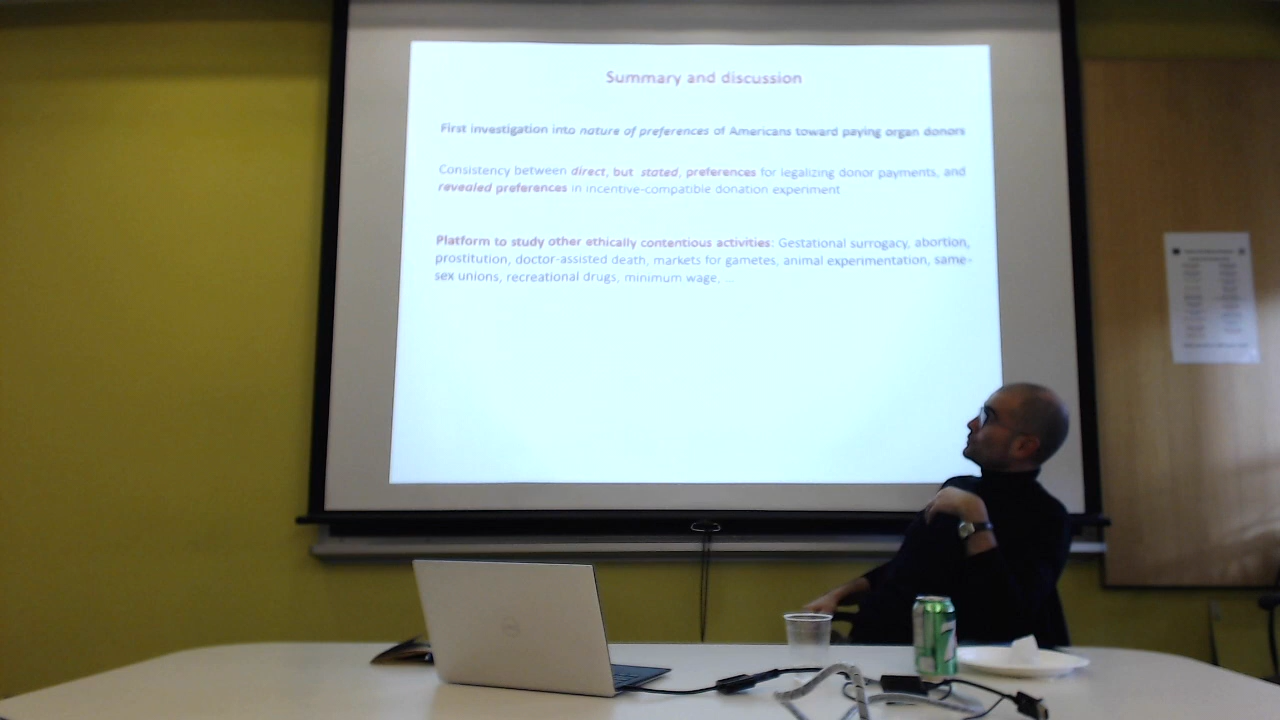 Summary and discussion
First investigation into nature of preferences of Americans toward paying organ donors
Consistency between direct, but stated, preferences for legalizing donor payments, and
revealed preferences in incentive-compatible donation experiment
Platform to study other ethically contentious activities: Gestational surrogacy, abortion,
prostitution, doctor-assisted death, markets for gametes, animal experimentation, same-
sex unions, recreational drugs, minimum wage, ...